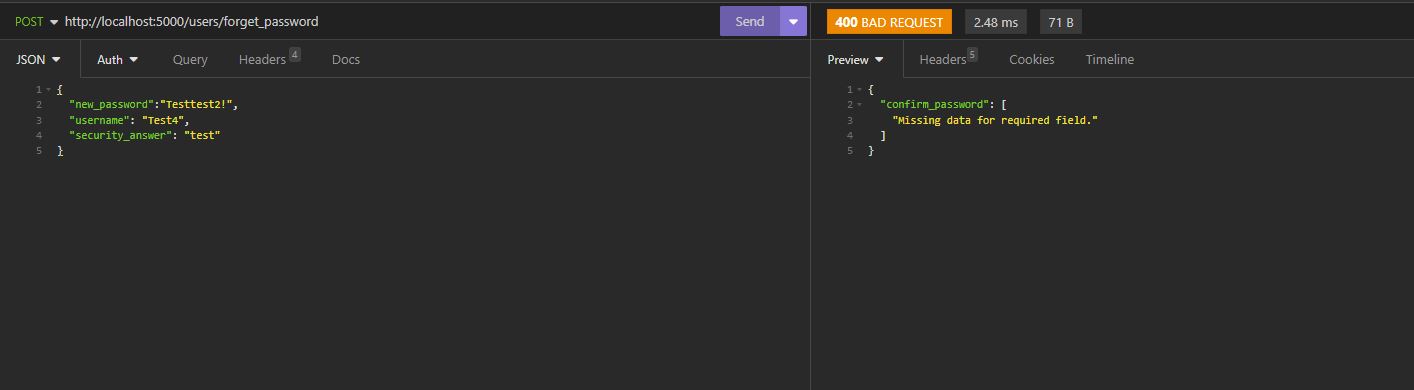 POST http://localhost:5000/users/forget_password Send
400 BAD REQUEST 2.48 ms 71 B
JSON Auth Query Headers 4 Docs
Preview Headers 5 Cookies Timeline
1 {
2 "new_password":"Testtest2!",
3 "username": "Test4",
4 "security_answer": "test"
5 }
1 {
2 "confirm_password": [
3 "Missing data for required field."
4 ]
5 }